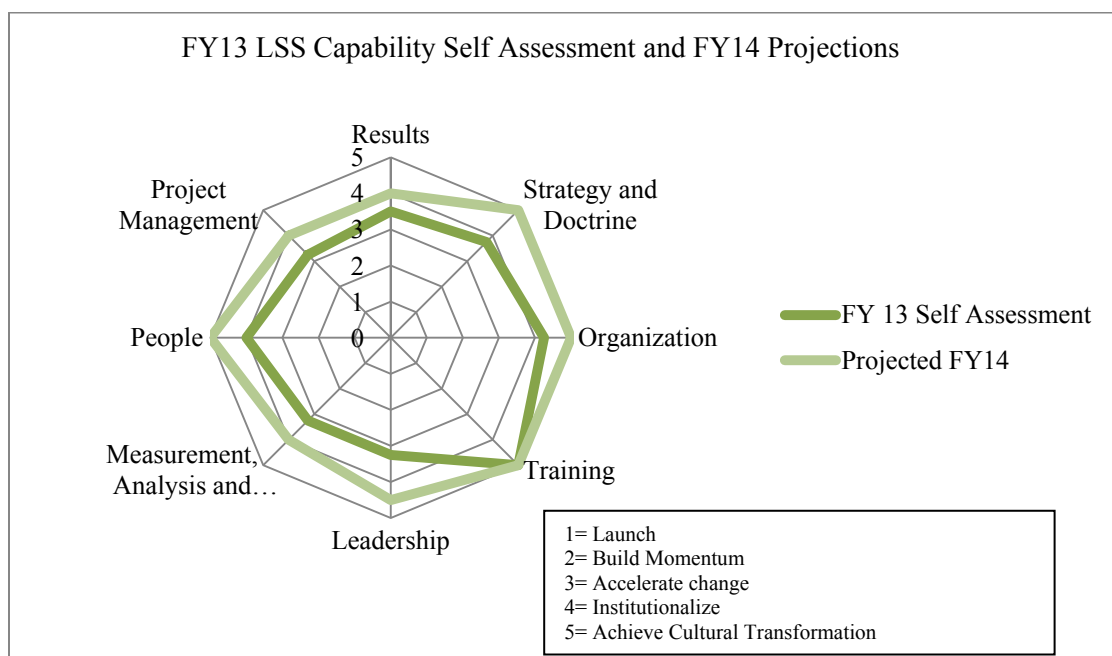 FY13 LSS Capability Self Assessment and FY14 Projections
Results
5
4
3
2
1
0
Strategy and
Doctrine
Organization
Training
Leadership
Measurement,
Analysis and…
People
Project
Management
FY 13 Self Assessment
Projected FY14
1= Launch
2= Build Momentum
3= Accelerate change
4= Institutionalize
5= Achieve Cultural Transformation